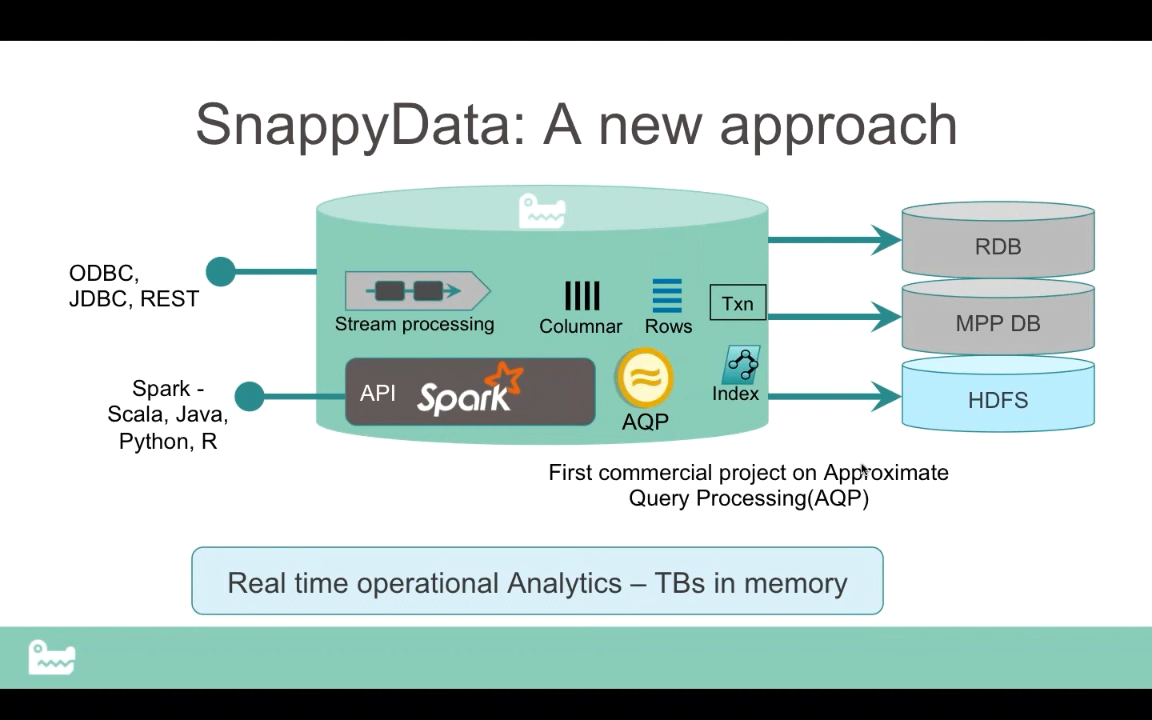 SnappyData: A new approach
ODBC,
JDBC, REST
Spark -
Scala, Java,
Python, R
Stream processing
Columnar
Rows
Txn
API
Spark
AQP
Index
RDB
MPP DB
HDFS
First commercial project on Approximate
Query Processing(AQP)
Real time operational Analytics – TBs in memory